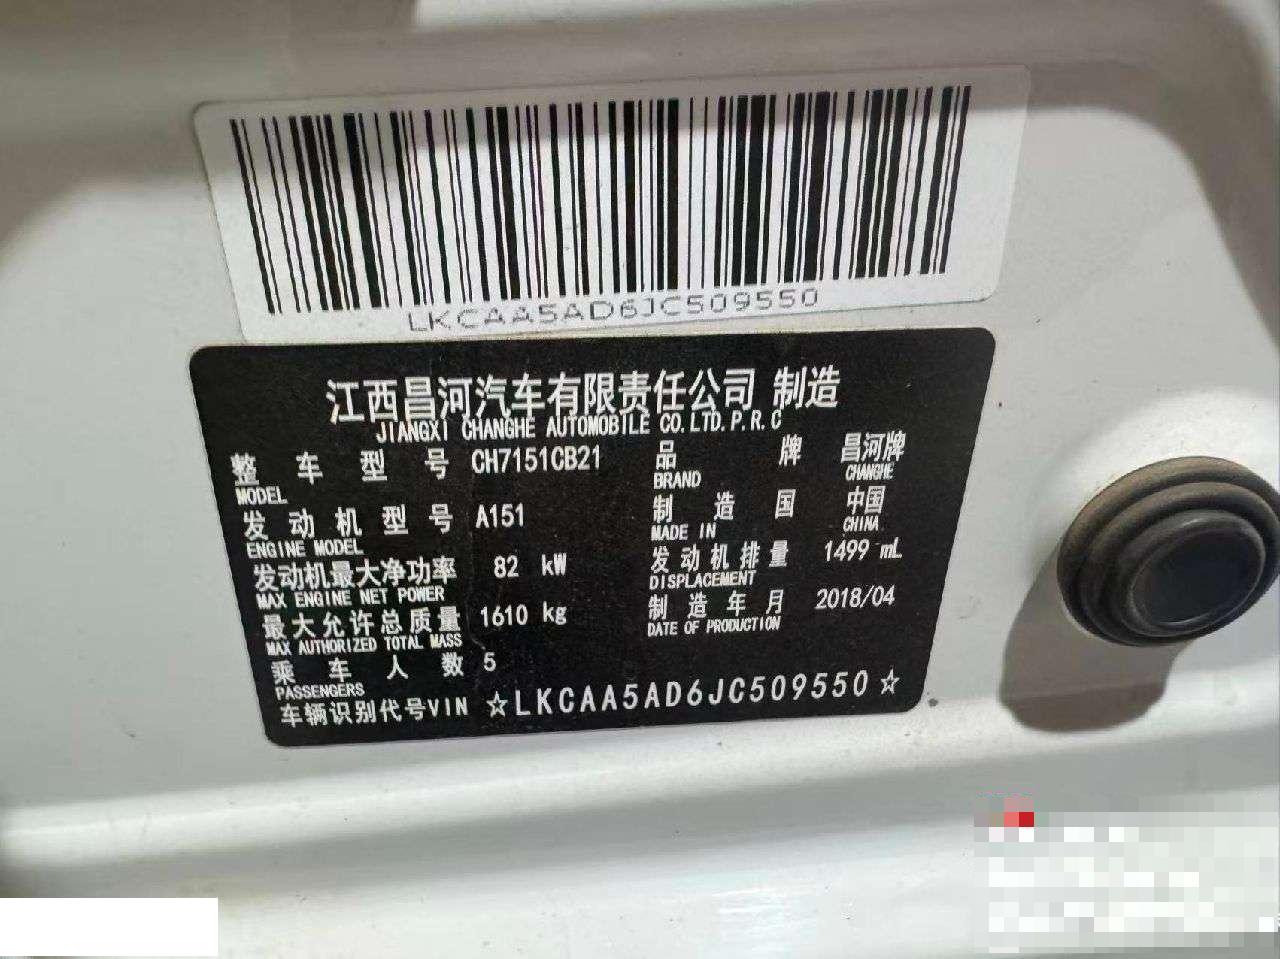 LKCAA5AD6JC509550
江西昌河汽车有限责任公司 制造
JIANGXI CHANGHE AUTOMOBILE CO.LTD.P.R.C
整车型号 CH7151CB21 品牌 昌河牌
MODEL BRAND CHANGHE
发动机型号 A151 制造国 中国
ENGINE MODEL MADE IN CHINA
发动机最大净功率 82 kW 发动机排量 1499 mL
MAX ENGINE NET POWER DISPLACEMENT
最大允许总质量 1610 kg 制造年月 2018/04
MAX AUTHORIZED TOTAL MASS DATE OF PRODUCTION
乘车人数 5
PASSENGERS
车辆识别代号VIN ☆LKCAA5AD6JC509550☆